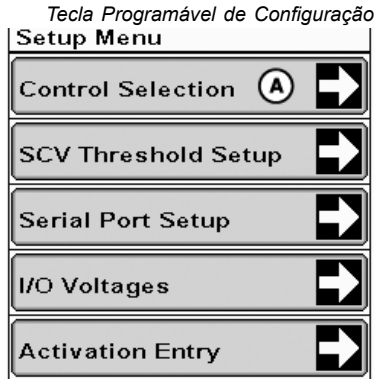 Tecla Programável de Configuração
Setup Menu
Control Selection A
SCV Threshold Setup
Serial Port Setup
I/O Voltages
Activation Entry